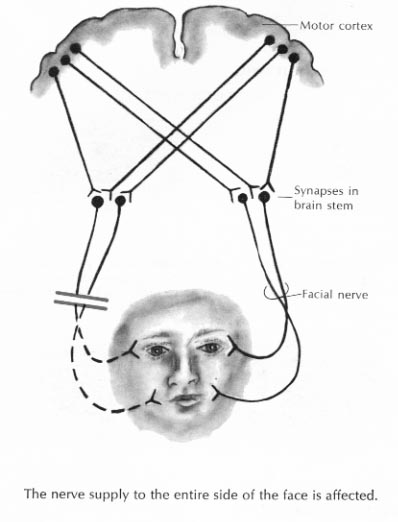 Motor cortex
Synapses in
brain stem
Facial nerve
The nerve supply to the entire side of the face is affected.